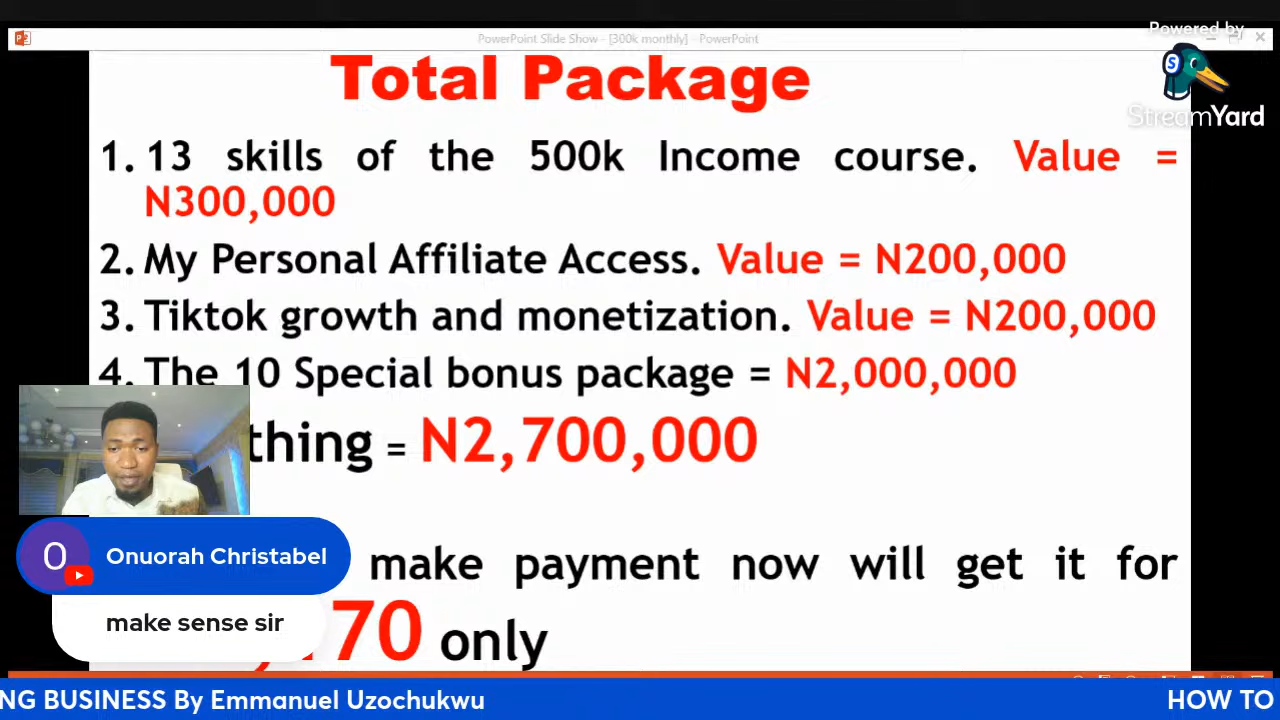 PowerPoint Slide Show - [300k monthly] - PowerPoint
Powered by
StreamYard
Total Package
1. 13 skills of the 500k Income course. Value =
N300,000
2. My Personal Affiliate Access. Value = N200,000
3. Tiktok growth and monetization. Value = N200,000
4. The 10 Special bonus package = N2,000,000
thing = N2,700,000
make payment now will get it for
70 only
O
Onuorah Christabel
make sense sir
NG BUSINESS By Emmanuel Uzochukwu
HOW TO